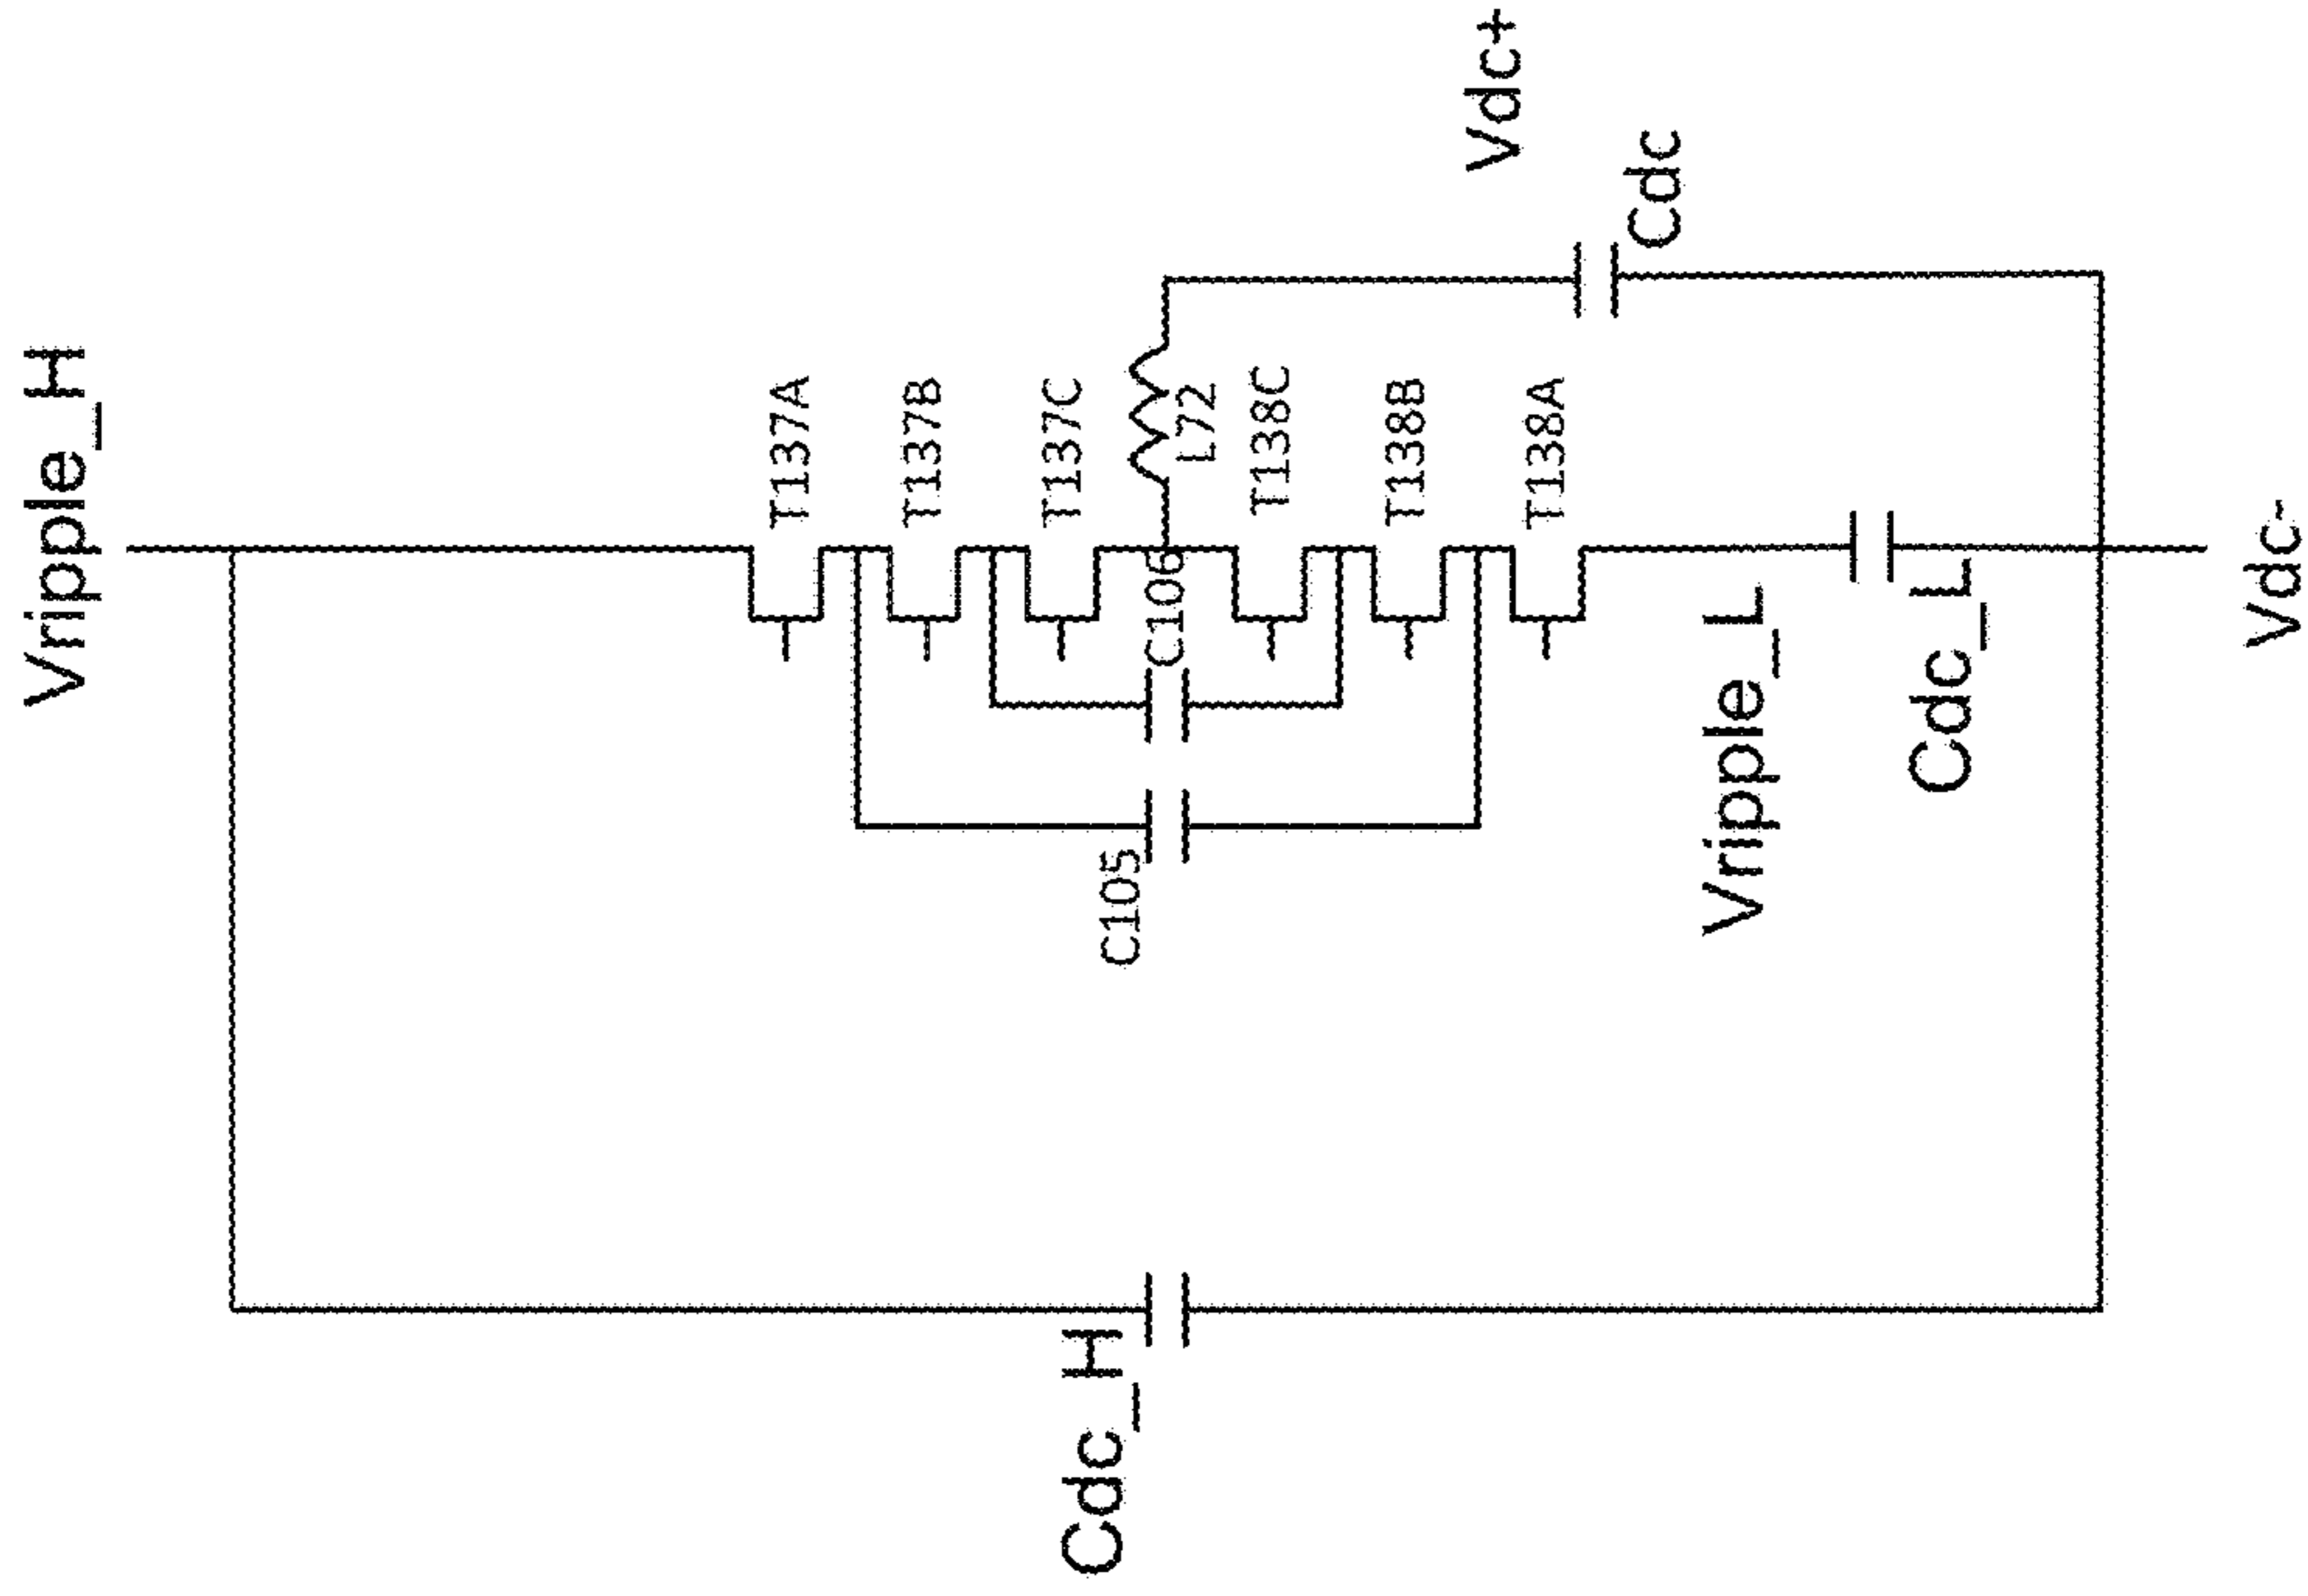 Vripple_H
Vdc+
Cdc
T137A
T137B
T137C
L72
T138C
T138B
T138A
C106
C105
Vripple_L
Cdc_L
Cdc_H
Vdc-